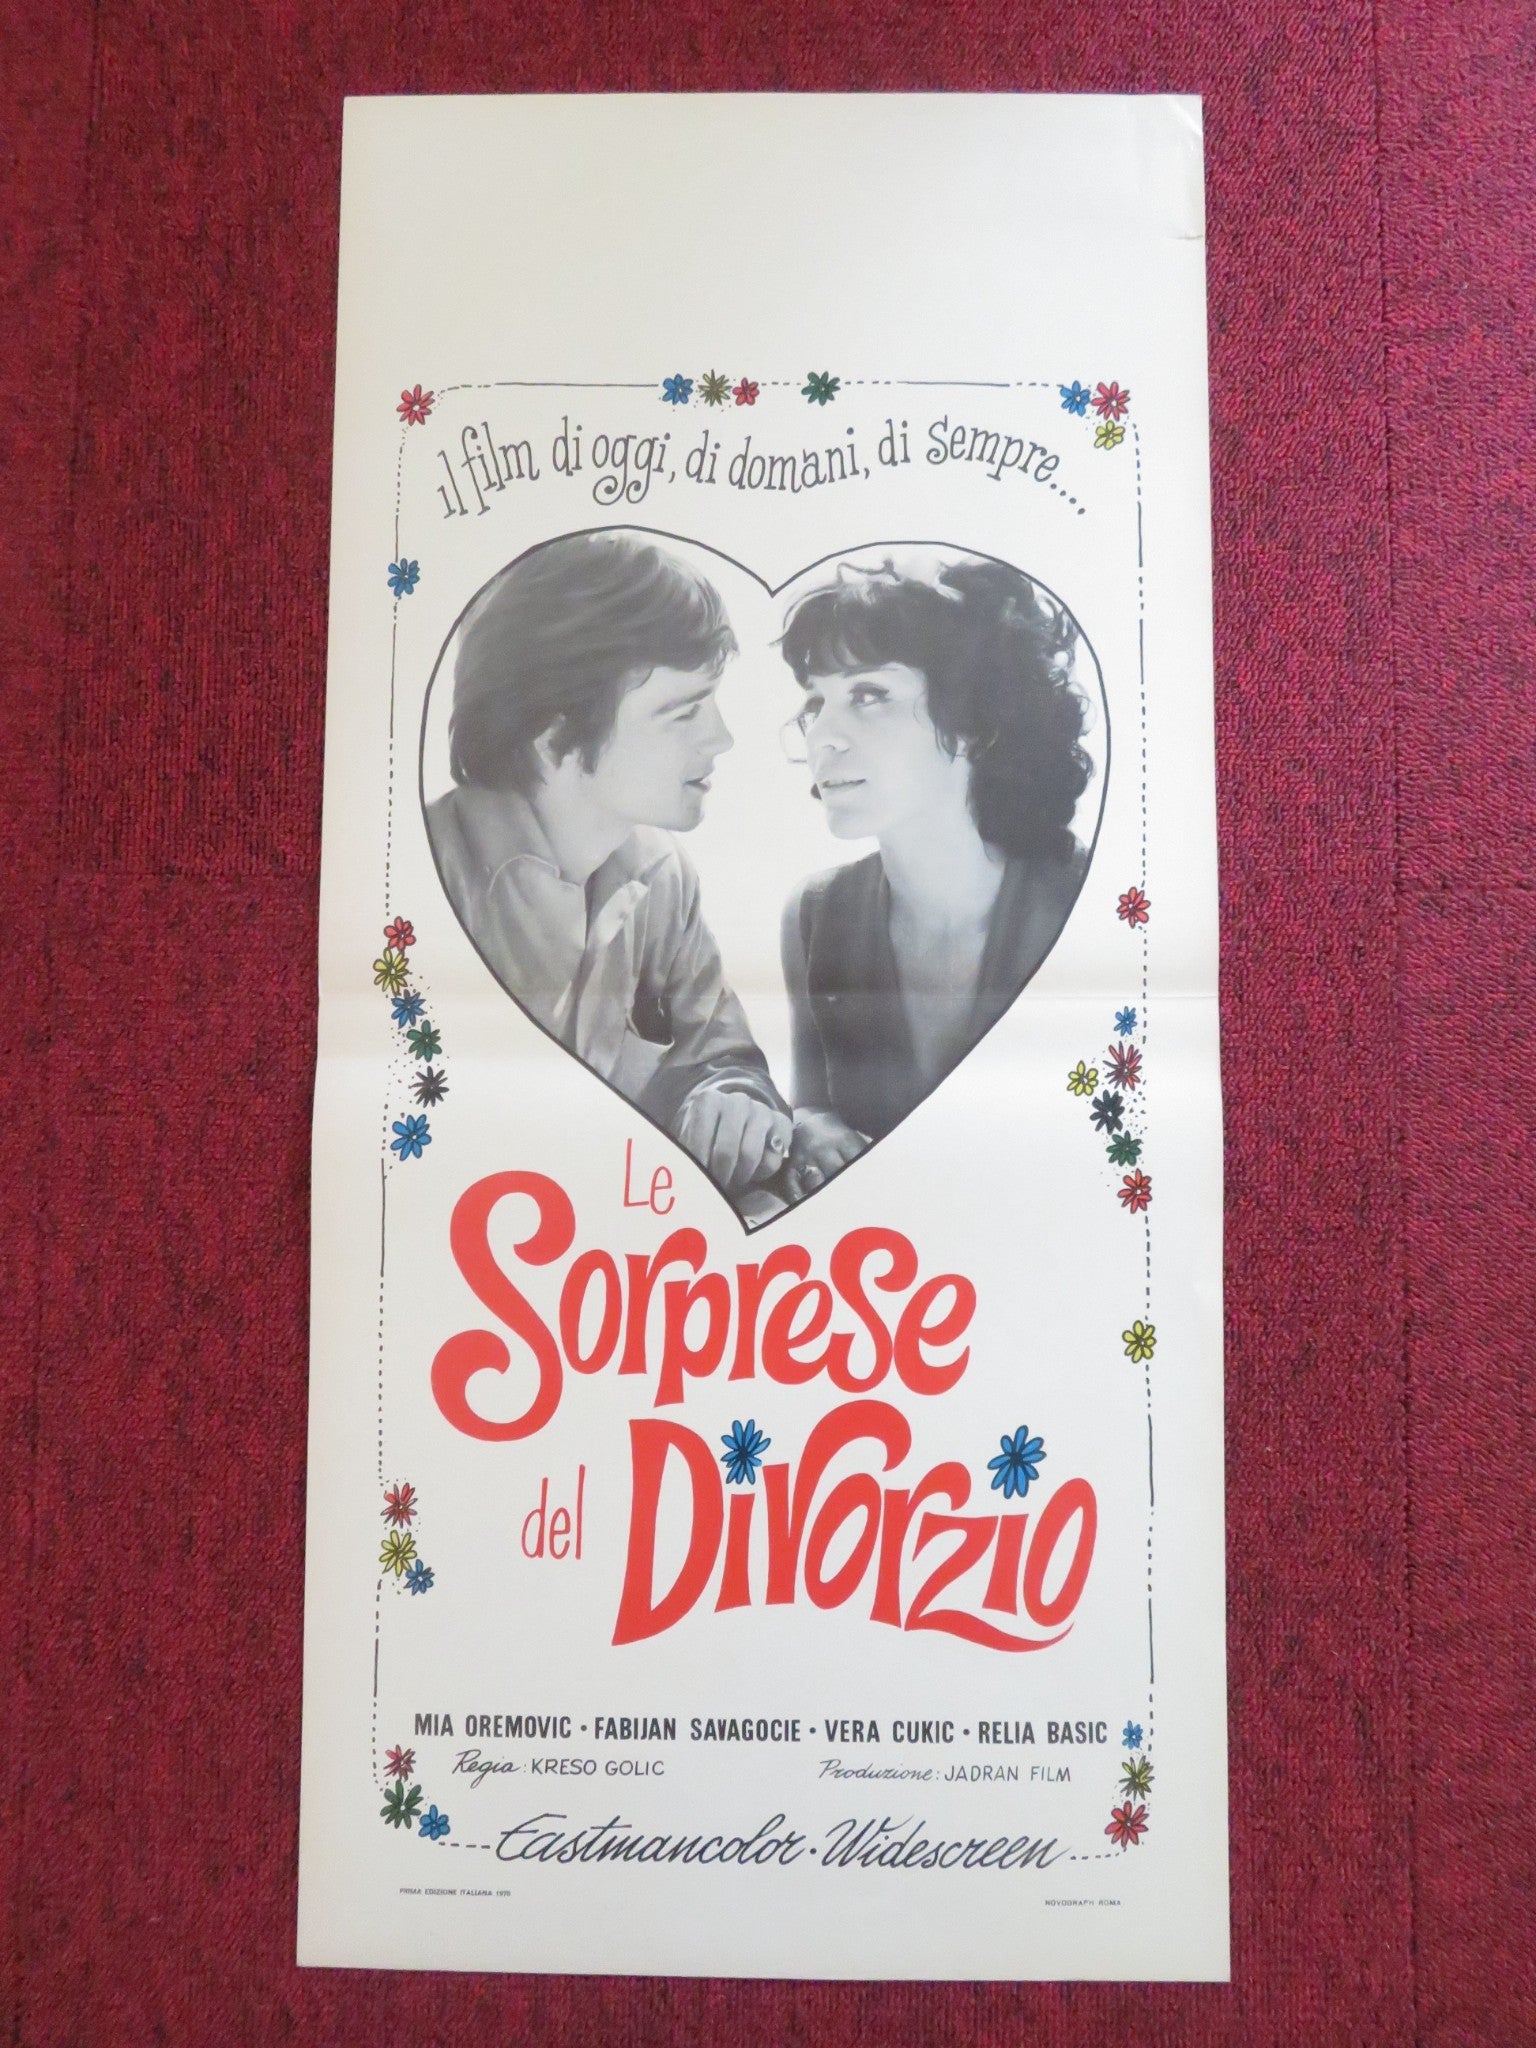 il film di oggi, di domani, di sempre....
Le
Sorprese
del Divorzio
MIA OREMOVIC • FABIJAN SAVAGOCIE • VERA CUKIC • RELIA BASIC
Regia: KRESO GOLIC Produzione: JADRAN FILM
Eastmancolor · Widescreen
PRIMA EDIZIONE ITALIANA 1970 NOVOGRAPH ROMA